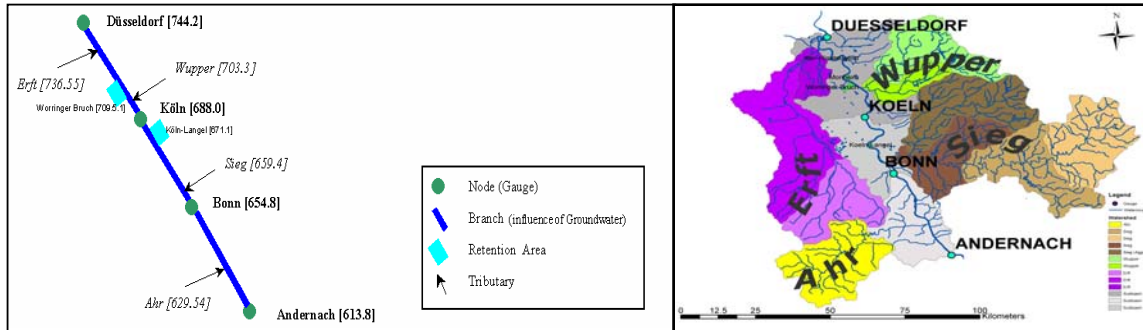 Düsseldorf [744.2]
Erft [736.55]
Wupper [703.3]
Worringer Bruch [709.5.1]
Köln [688.0]
Köln-Langel [671.1]
Sieg [659.4]
Bonn [654.8]
Ahr [629.54]
Andernach [613.8]
Node (Gauge)
Branch (influence of Groundwater)
Retention Area
Tributary
DUESSELDORF
N
Wupper
KOELN
Sieg
BONN
Erft
ANDERNACH
Ahr
Legend
0 12.5 25 50 75 100
Kilometers